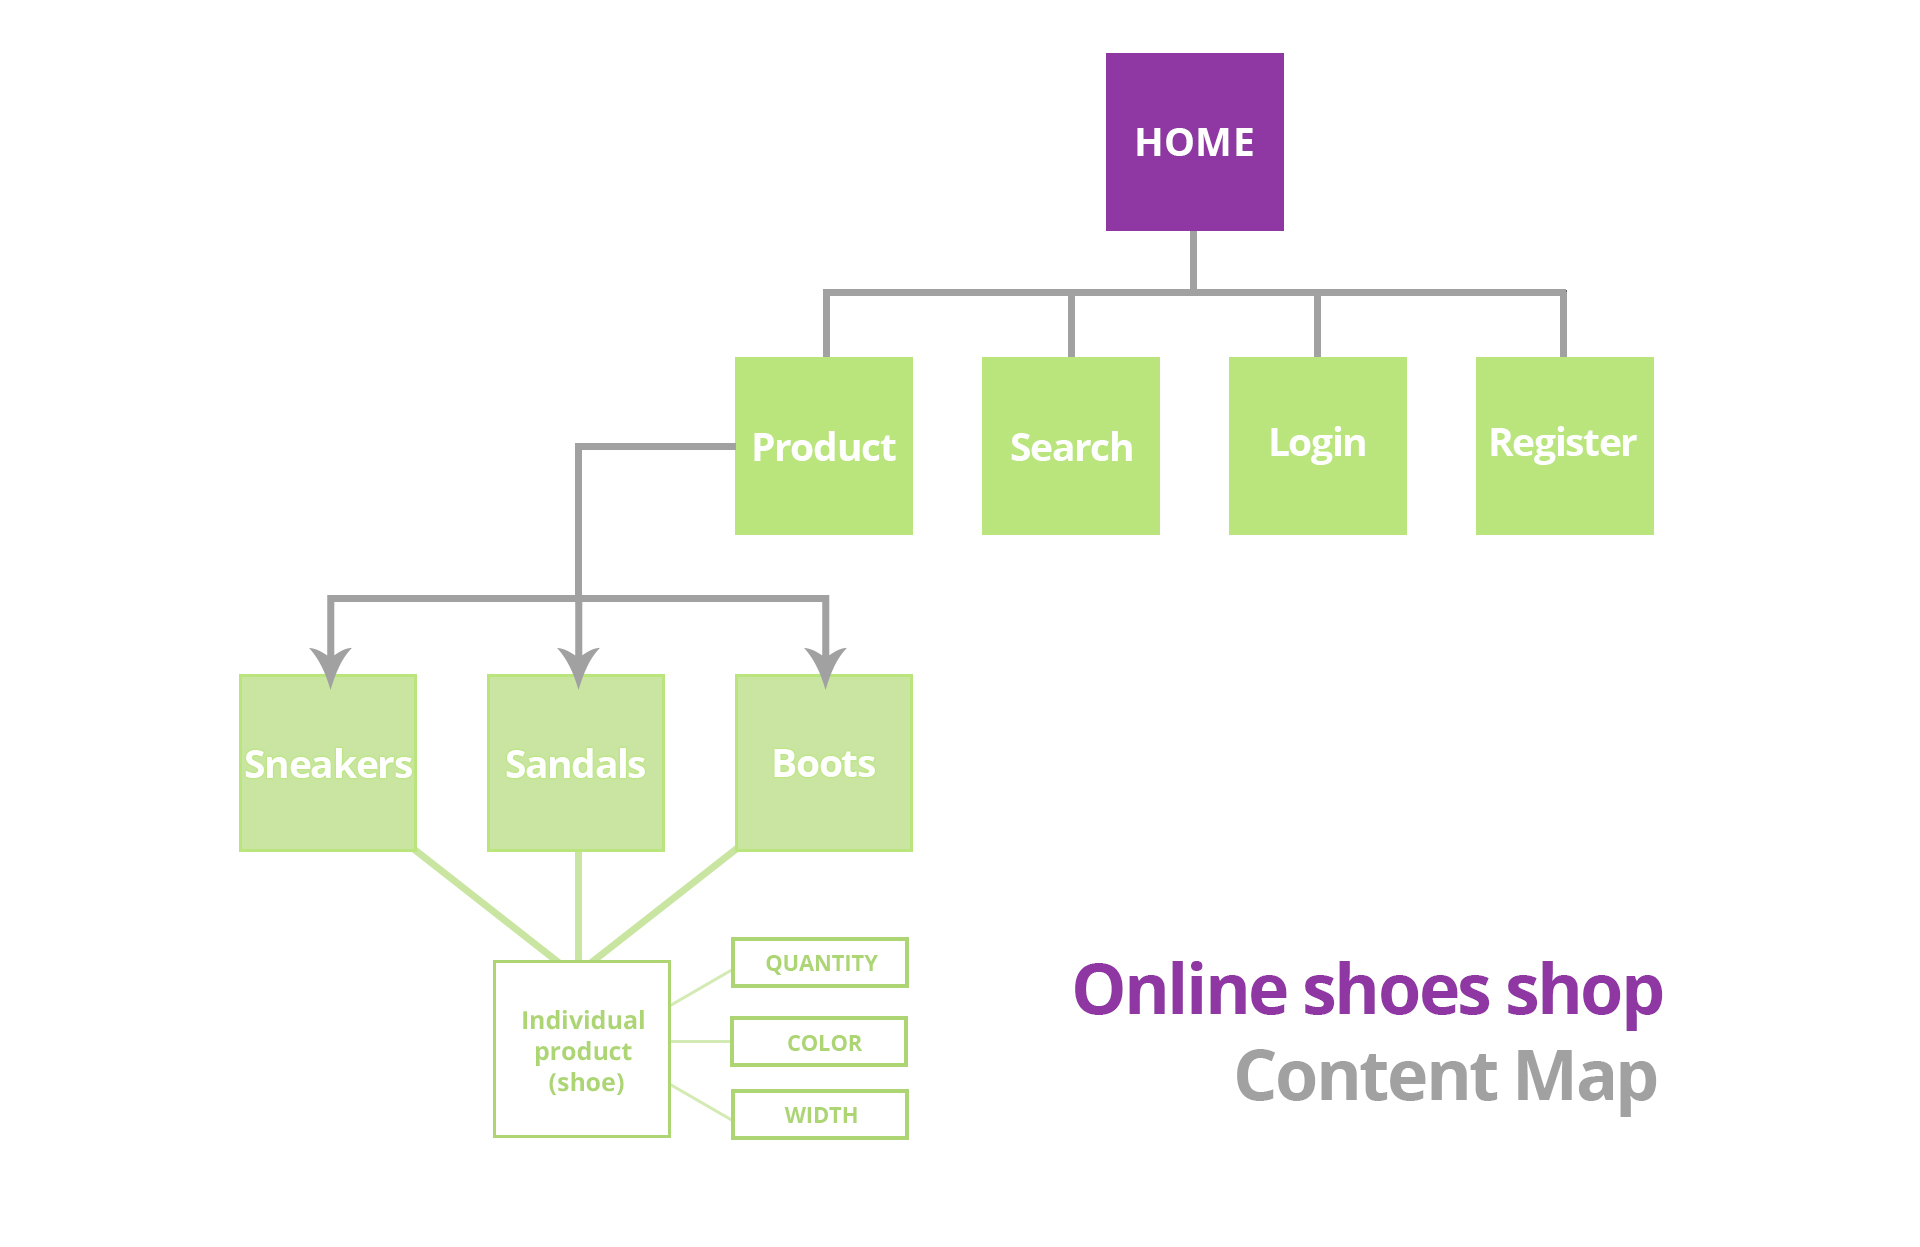 HOME
Product
Search
Login
Register
Sneakers
Sandals
Boots
Individual
product
(shoe)
QUANTITY
COLOR
WIDTH
Online shoes shop
Content Map